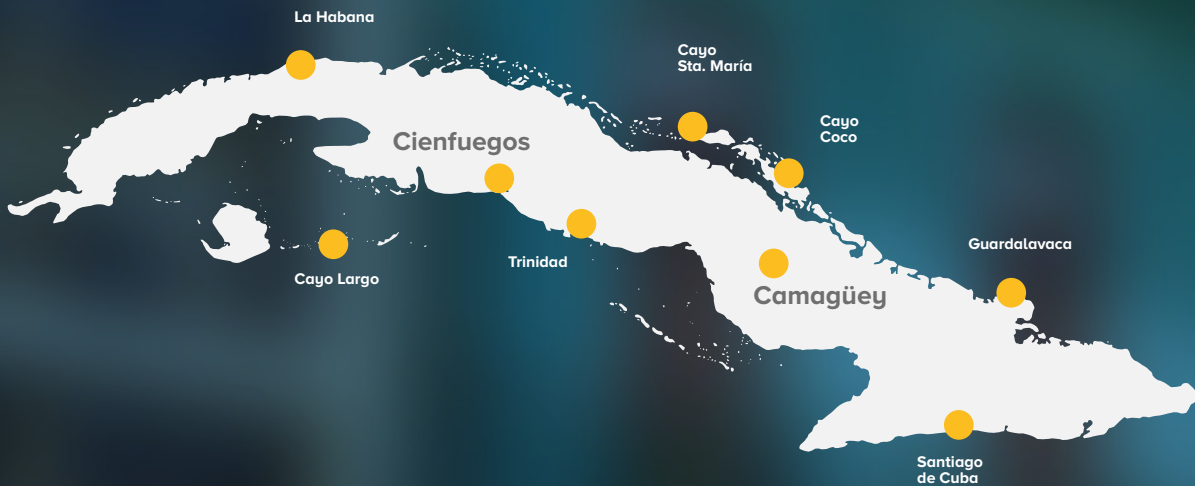 La Habana
Cayo
Sta. María
Cayo
Coco
Cienfuegos
Guardalavaca
Trinidad
Cayo Largo
Camagüey
Santiago
de Cuba